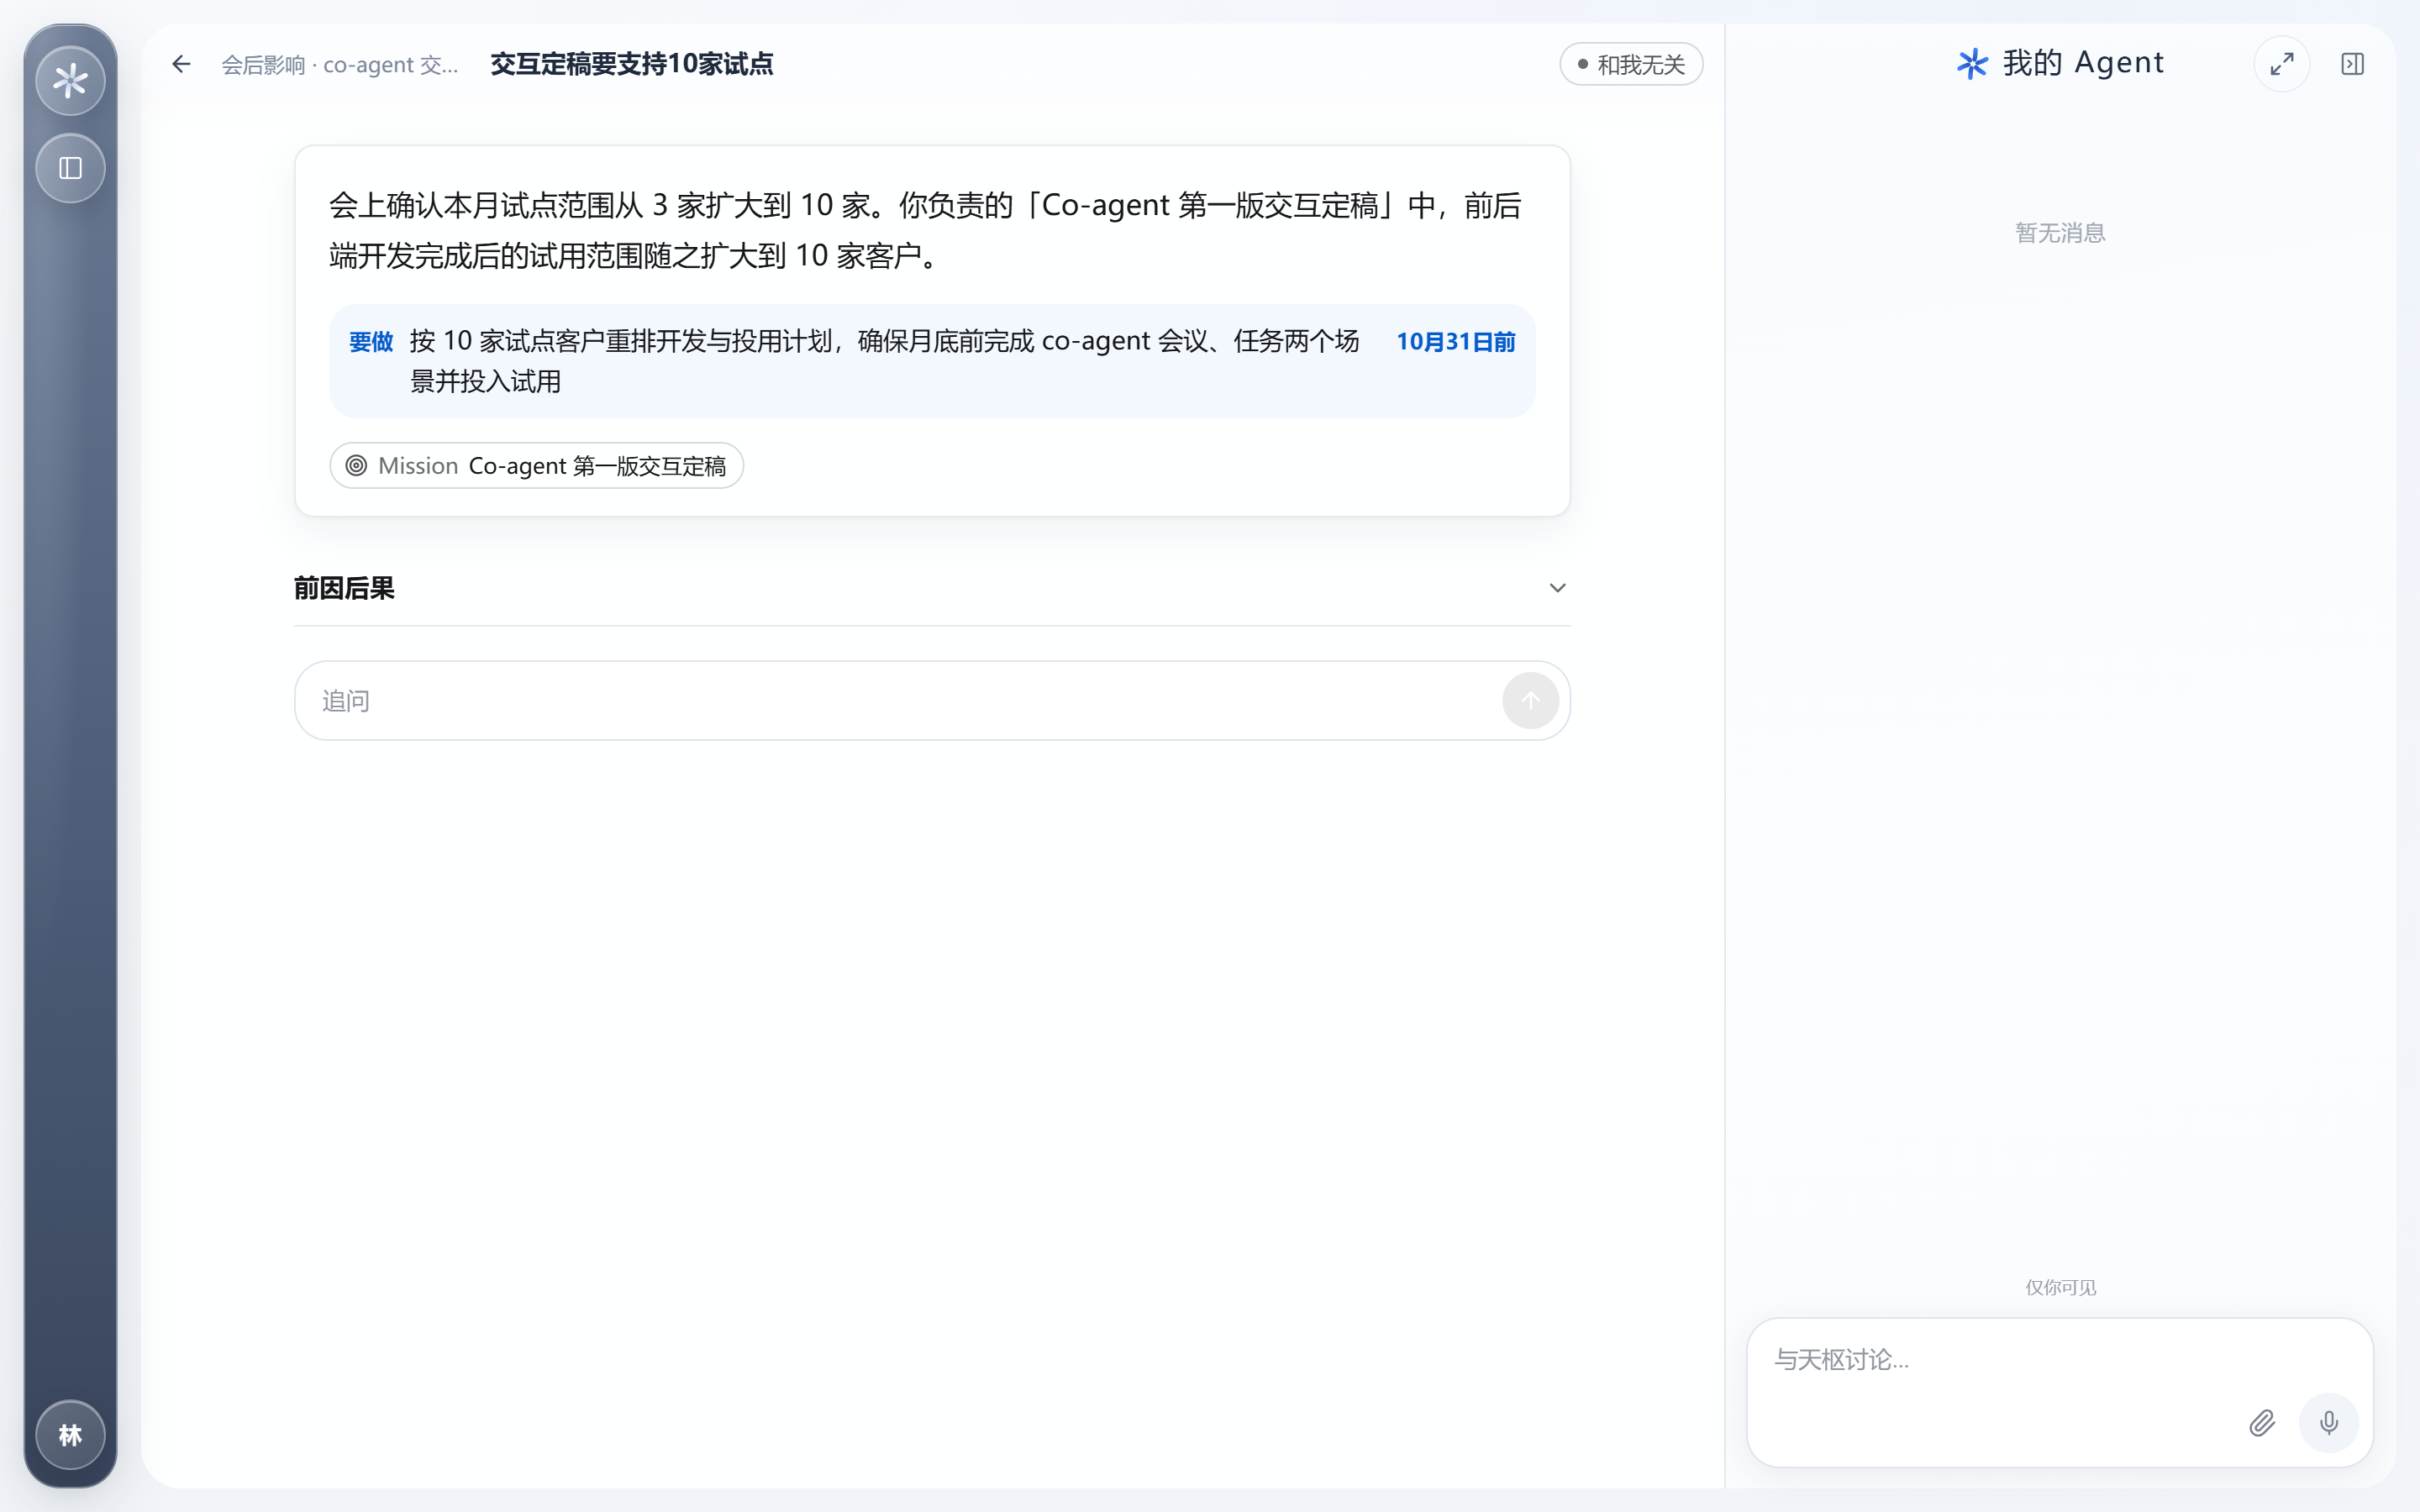 会后影响 · co-agent 交...
交互定稿要支持10家试点
和我无关
我的 Agent
暂无消息
会上确认本月试点范围从 3 家扩大到 10 家。你负责的「Co-agent 第一版交互定稿」中，前后
端开发完成后的试用范围随之扩大到 10 家客户。
要做 按 10 家试点客户重排开发与投用计划，确保月底前完成 co-agent 会议、任务两个场 10月31日前
景并投入试用
Mission Co-agent 第一版交互定稿
前因后果
追问
仅你可见
与天枢讨论...
林